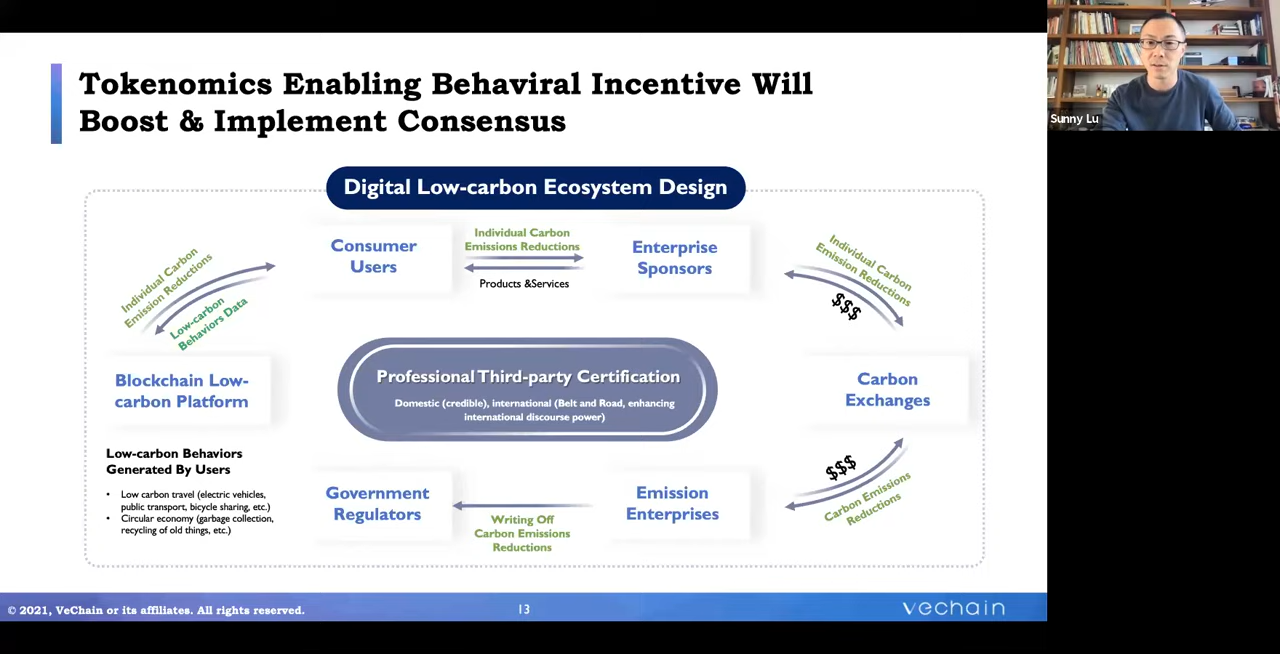 Tokenomics Enabling Behaviral Incentive Will
Boost & Implement Consensus
Sunny Lu
Digital Low-carbon Ecosystem Design
Individual Carbon
Emission Reductions
Low-carbon
Behaviors Data
Consumer
Users
Individual Carbon
Emissions Reductions
Products &Services
Enterprise
Sponsors
Individual Carbon
Emission Reductions
$$$
Blockchain Low-
carbon Platform
Professional Third-party Certification
Domestic (credible), international (Belt and Road, enhancing
international discourse power)
Carbon
Exchanges
Low-carbon Behaviors
Generated By Users
• Low carbon travel (electric vehicles,
public transport, bicycle sharing, etc.)
• Circular economy (garbage collection,
recycling of old things, etc.)
Government
Regulators
Writing Off
Carbon Emissions
Reductions
Emission
Enterprises
$$$
Carbon Emissions
Reductions
© 2021, VeChain or its affiliates. All rights reserved.
13
vechain